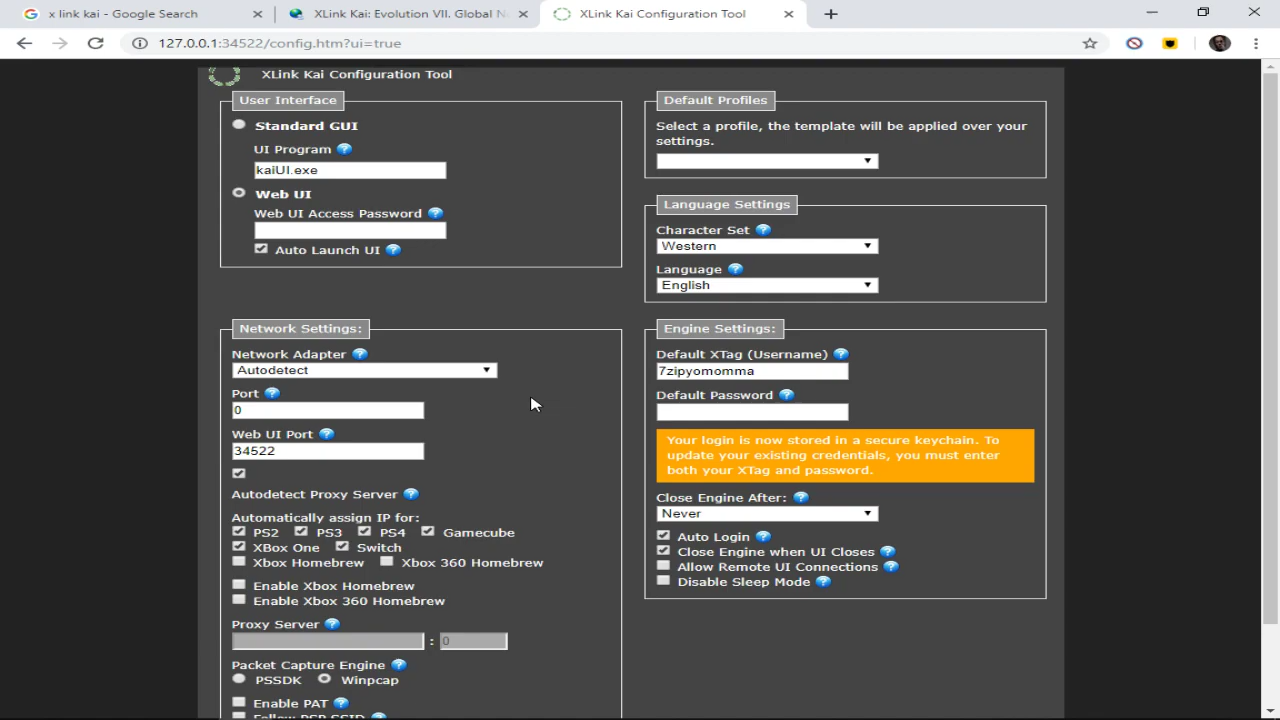 x link kai - Google Search
XLink Kai: Evolution VII. Global N
XLink Kai Configuration Tool
127.0.0.1:34522/config.htm?ui=true
XLink Kai Configuration Tool
User Interface
Standard GUI
UI Program
kaiUI.exe
Web UI
Web UI Access Password
Auto Launch UI
Default Profiles
Select a profile, the template will be applied over your
settings.
Language Settings
Character Set
Western
Language
English
Network Settings:
Network Adapter
Autodetect
Port
0
Web UI Port
34522
Autodetect Proxy Server
Automatically assign IP for:
PS2 PS3 PS4 Gamecube
XBox One Switch
Xbox Homebrew Xbox 360 Homebrew
Enable Xbox Homebrew
Enable Xbox 360 Homebrew
Proxy Server
: 0
Packet Capture Engine
PSSDK Winpcap
Enable PAT
Follow PSP SSID
Engine Settings:
Default XTag (Username)
7zipyomomma
Default Password
Your login is now stored in a secure keychain. To
update your existing credentials, you must enter
both your XTag and password.
Close Engine After:
Never
Auto Login
Close Engine when UI Closes
Allow Remote UI Connections
Disable Sleep Mode